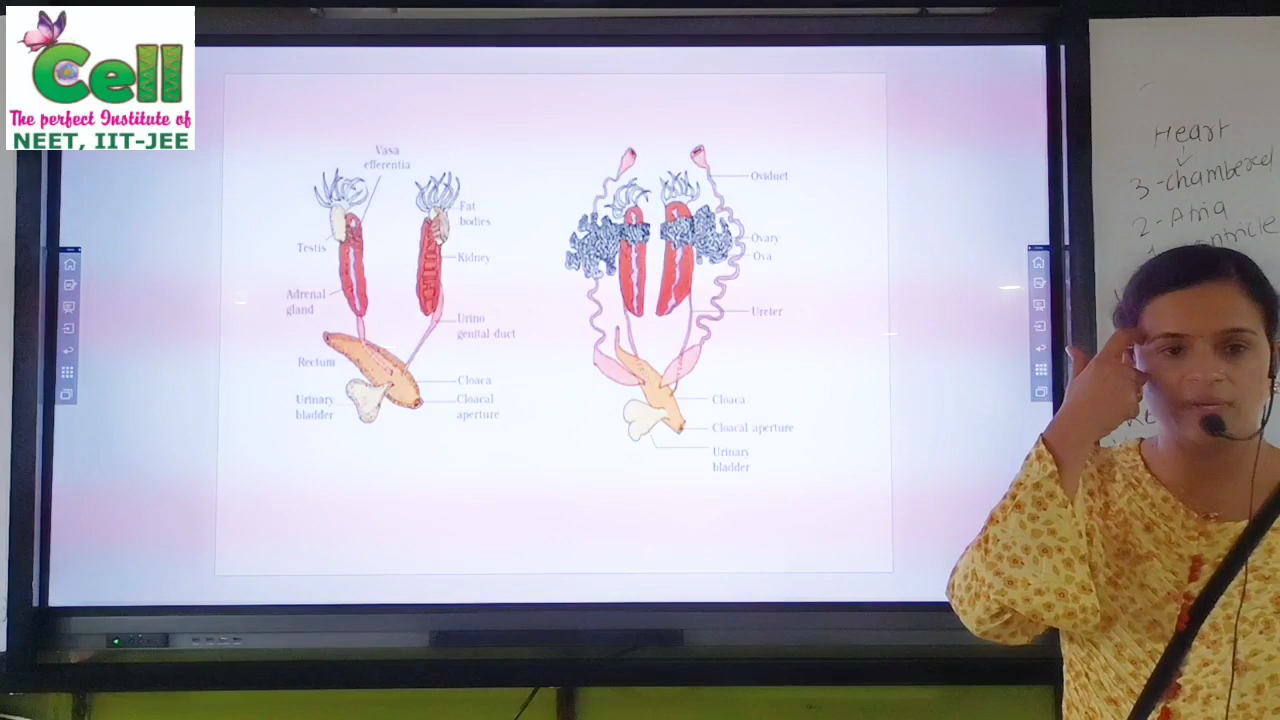 Cell
The perfect Institute of
NEET, IIT-JEE
Vasa
efferentia
Fat
bodies
Testis
Kidney
Adrenal
gland
Urino
genital duct
Rectum
Cloaca
Urinary
bladder
Cloacal
aperture
Oviduct
Ovary
Ova
Ureter
Cloaca
Cloacal aperture
Urinary
bladder
Heart
3-chambered
2-Atria
ventricle